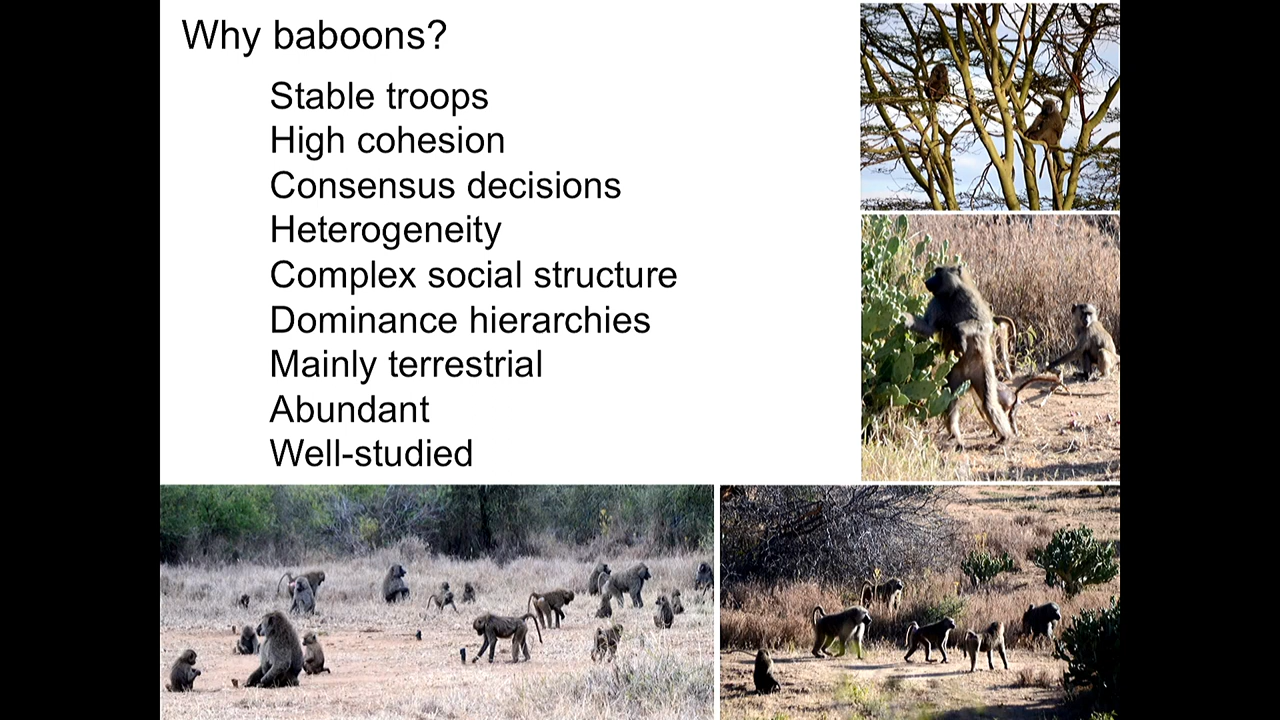 Why baboons?
Stable troops
High cohesion
Consensus decisions
Heterogeneity
Complex social structure
Dominance hierarchies
Mainly terrestrial
Abundant
Well-studied